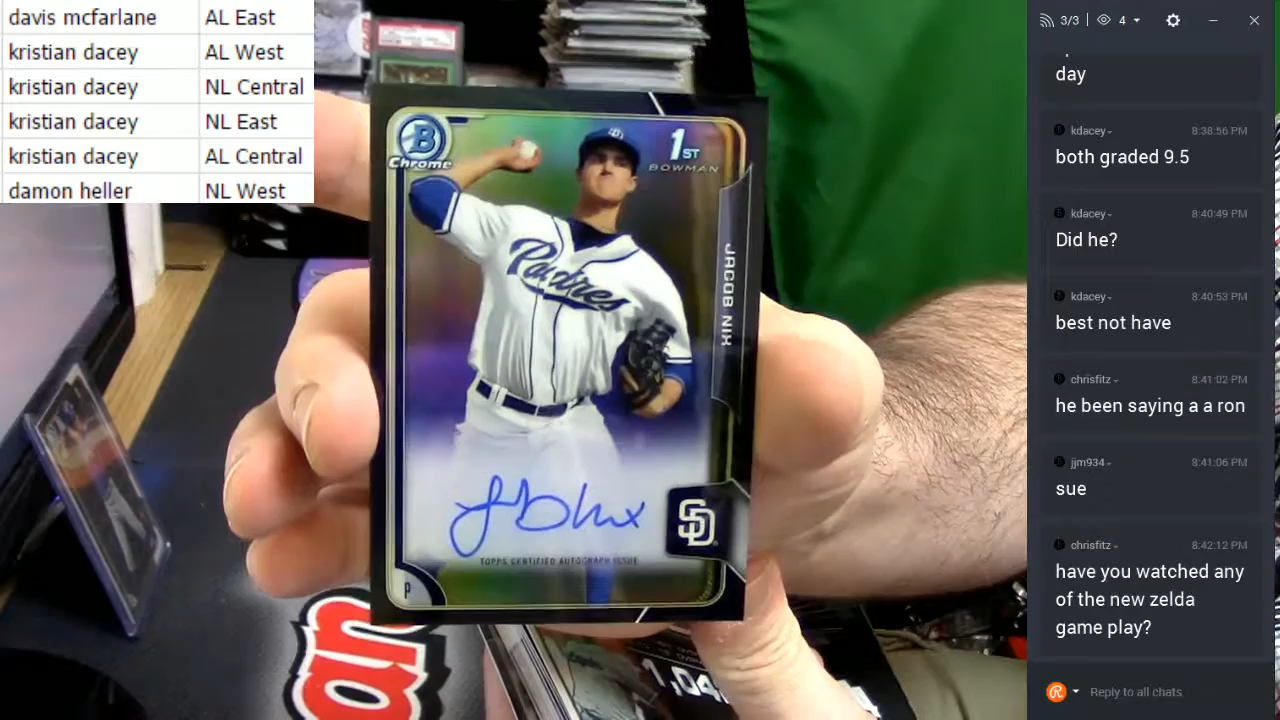 davis mcfarlane AL East
kristian dacey AL West
kristian dacey NL Central
kristian dacey NL East
kristian dacey AL Central
damon heller NL West
B
Chrome
1ST
BOWMAN
JACOB NIX
Padres
SD
TOPPS CERTIFIED AUTOGRAPH ISSUE
P
1,04
3/3 4
day
kdacey 8:38:56 PM
both graded 9.5
kdacey 8:40:49 PM
Did he?
kdacey 8:40:53 PM
best not have
chrisfitz 8:41:02 PM
he been saying a a ron
jjm934 8:41:06 PM
sue
chrisfitz 8:42:12 PM
have you watched any
of the new zelda
game play?
Reply to all chats